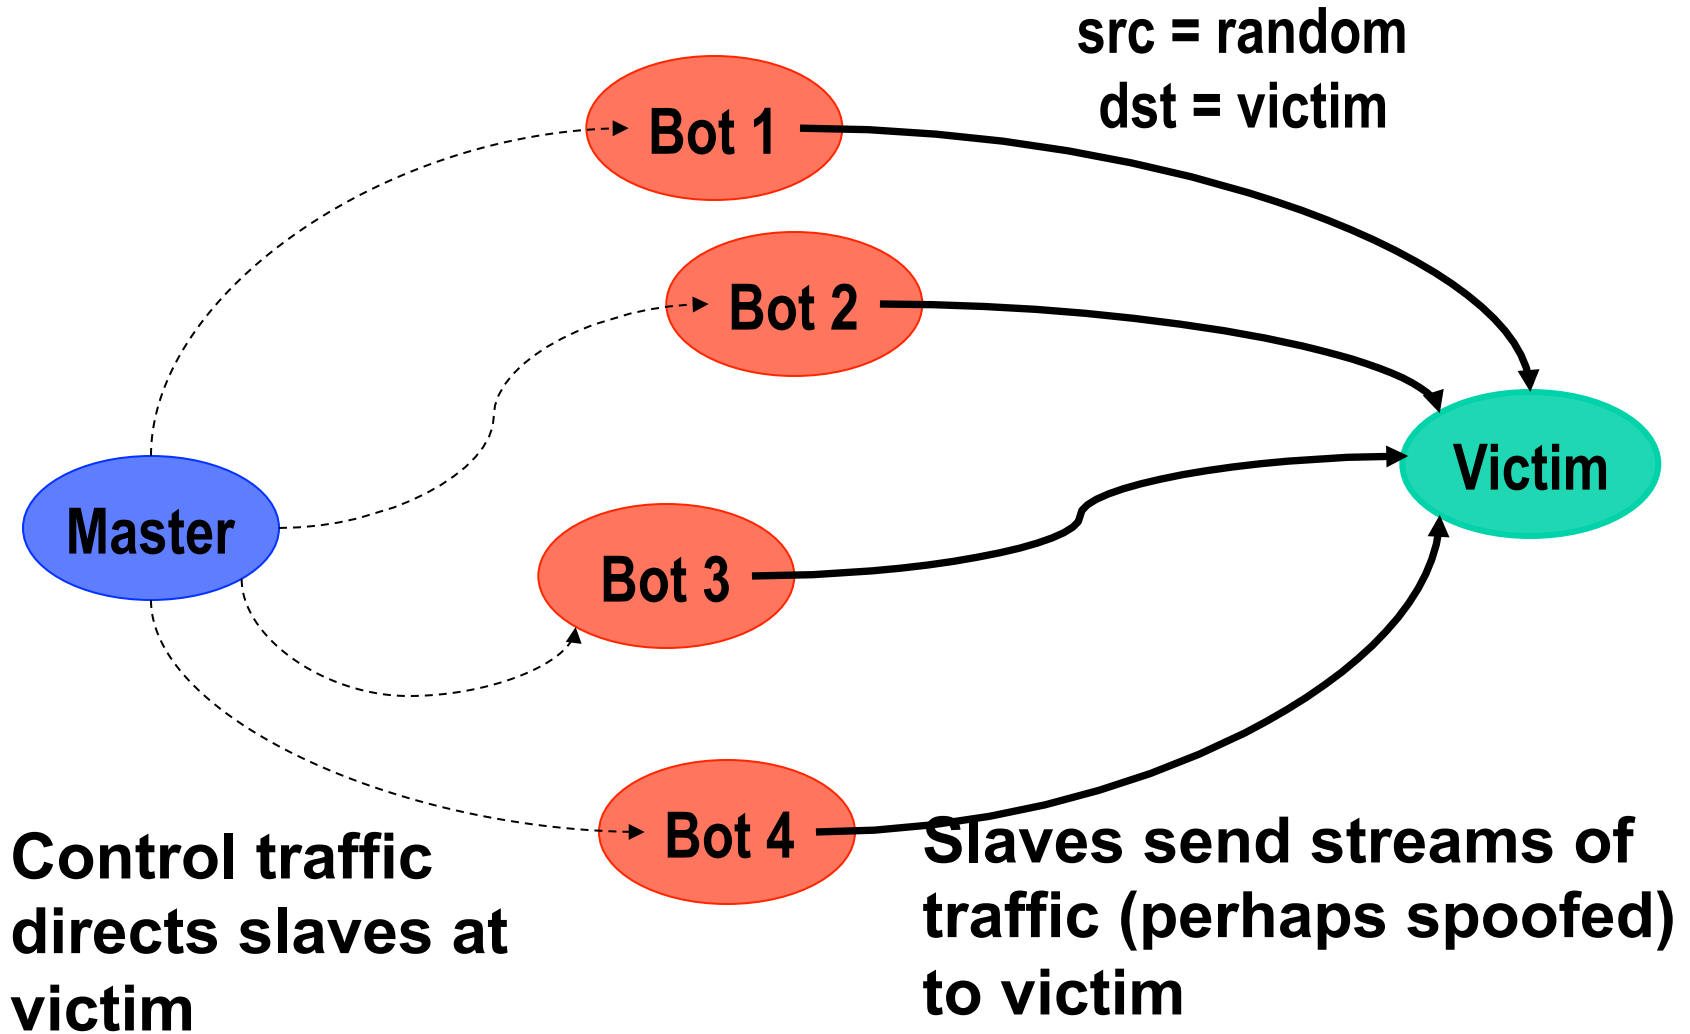 src = random
dst = victim
Bot 1
Bot 2
Victim
Master
Bot 3
Bot 4
Control traffic
directs slaves at
victim
Slaves send streams of
traffic (perhaps spoofed)
to victim